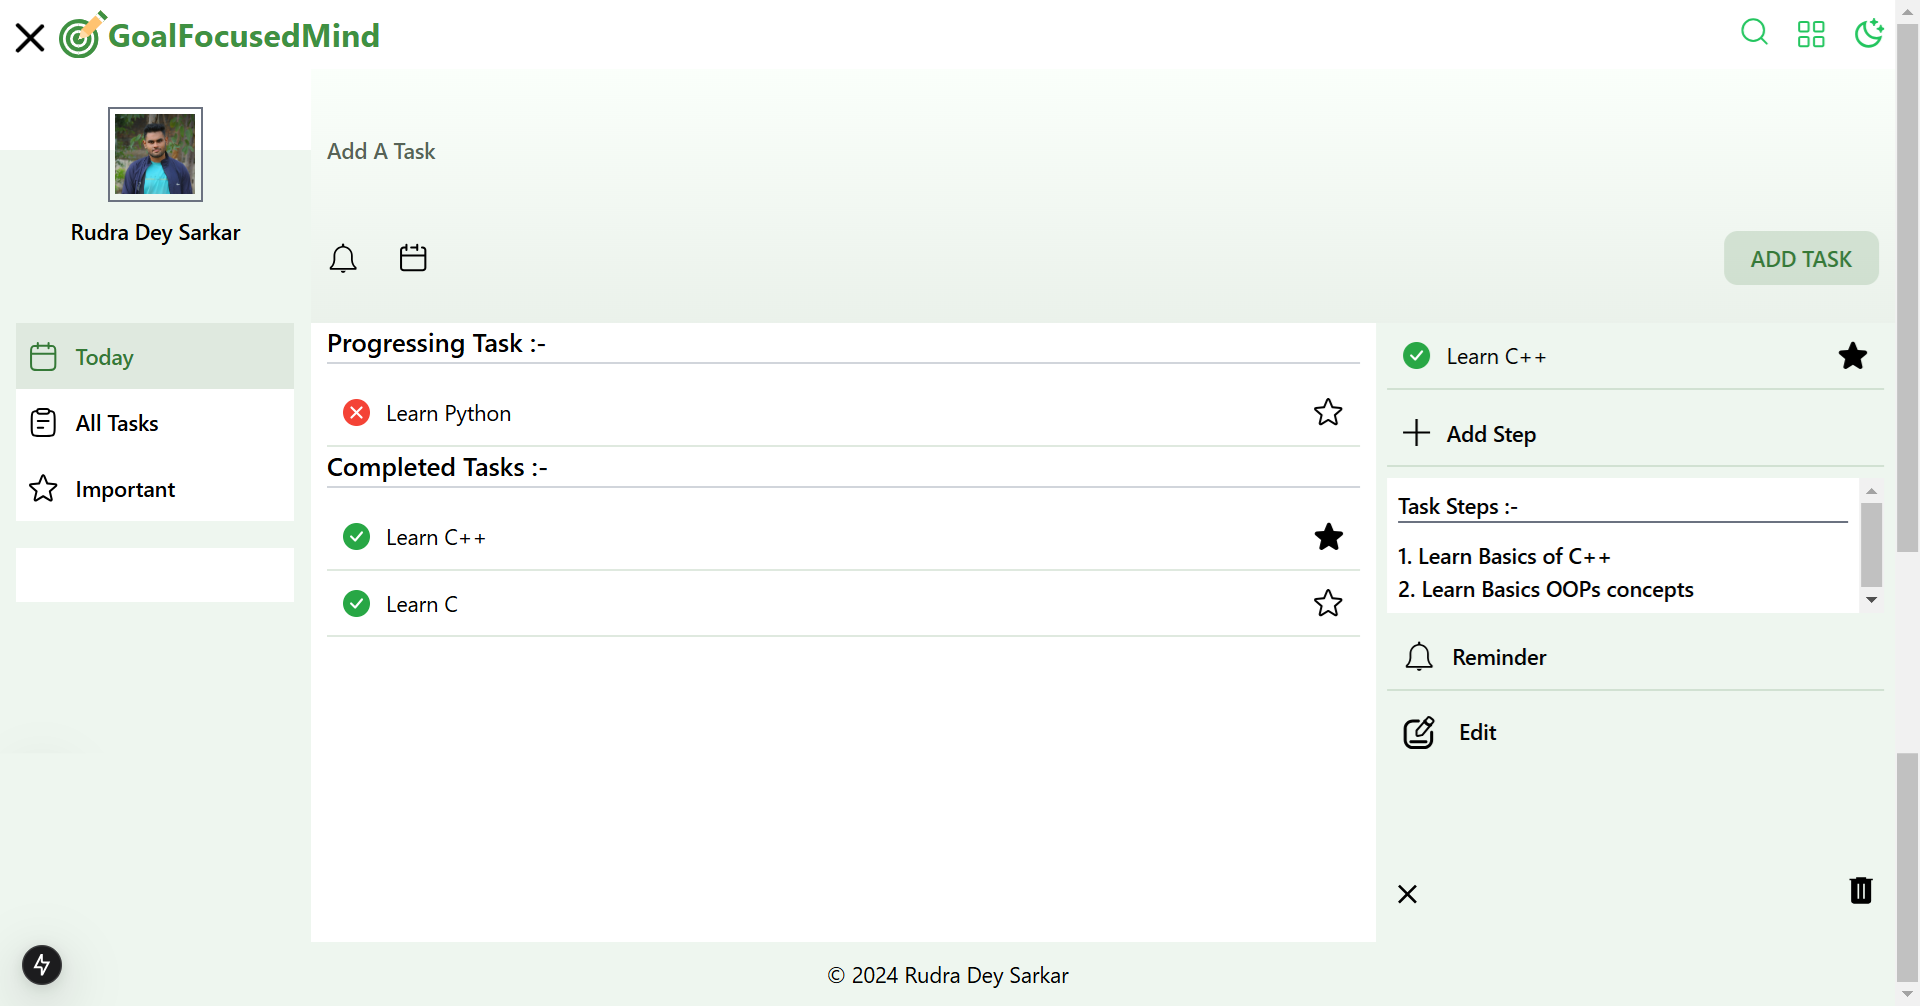 GoalFocusedMind
Rudra Dey Sarkar
Today
All Tasks
Important
Add A Task
ADD TASK
Progressing Task :-
Learn Python
Completed Tasks :-
Learn C++
Learn C
Learn C++
Add Step
Task Steps :-
1. Learn Basics of C++
2. Learn Basics OOPs concepts
Reminder
Edit
© 2024 Rudra Dey Sarkar